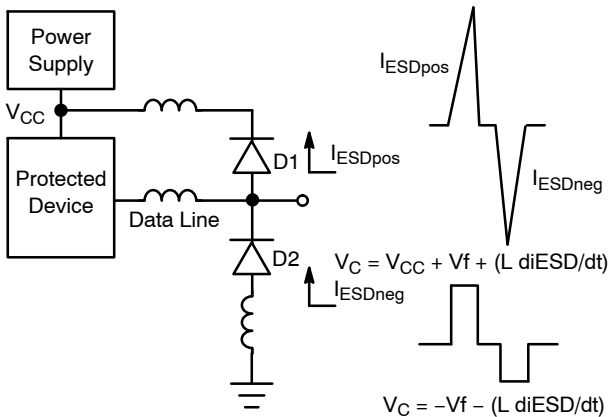 Power
Supply
V_CC
Protected
Device
Data Line
D1
I_ESDpos
D2
I_ESDneg
I_ESDpos
I_ESDneg
V_C = V_CC + Vf + (L diESD/dt)
V_C = −Vf − (L diESD/dt)